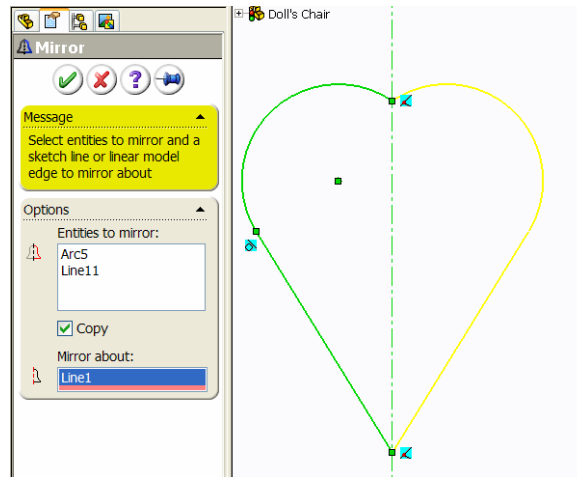 Doll's Chair
Mirror
?
Message
Select entities to mirror and a
sketch line or linear model
edge to mirror about
Options
Entities to mirror:
Arc5
Line11
Copy
Mirror about:
Line1